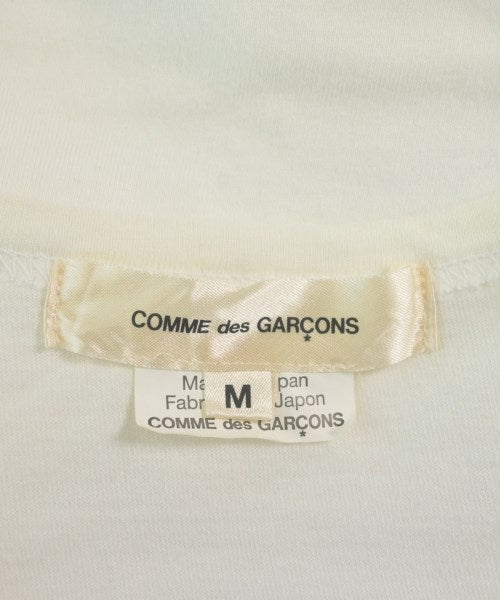 COMME des GARÇONS
M
Ma pan
Fabr Japon
COMME des GARÇONS